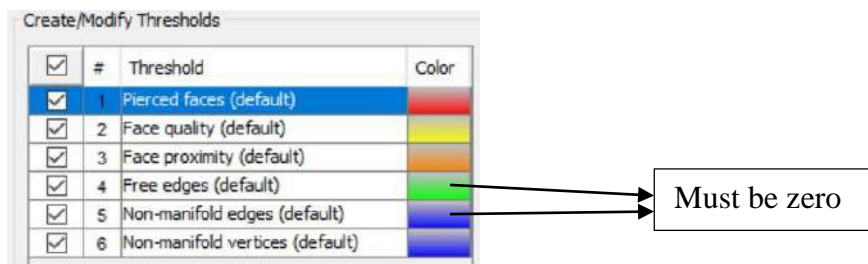 Create/Modify Thresholds
# Threshold Color
1 Pierced faces (default)
2 Face quality (default)
3 Face proximity (default)
4 Free edges (default)
5 Non-manifold edges (default)
6 Non-manifold vertices (default)
Must be zero